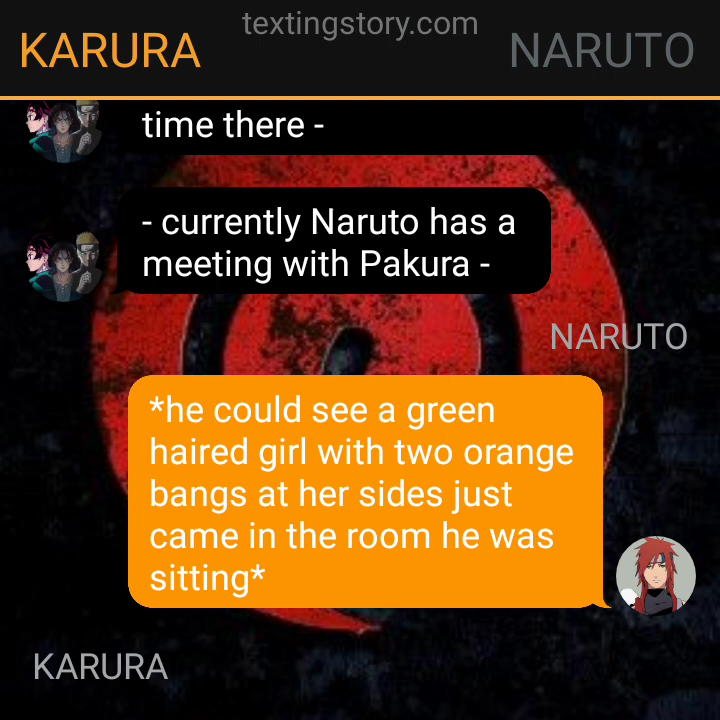 textingstory.com
KARURA
NARUTO
time there -
- currently Naruto has a
meeting with Pakura -
NARUTO
*he could see a green
haired girl with two orange
bangs at her sides just
came in the room he was
sitting*
KARURA